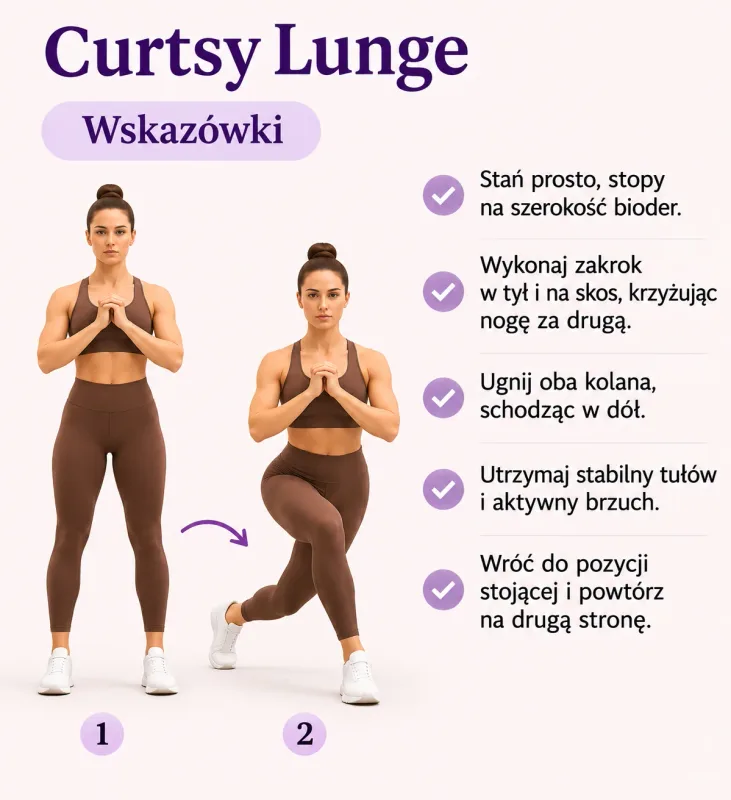 Curtsy Lunge
Wskazówki
Stań prosto, stopy
na szerokość bioder.
Wykonaj zakrok
w tył i na skos, krzyżując
nogę za drugą.
Ugnij oba kolana,
schodząc w dół.
Utrzymaj stabilny tułów
i aktywny brzuch.
Wróć do pozycji
stojącej i powtórz
na drugą stronę.
1
2